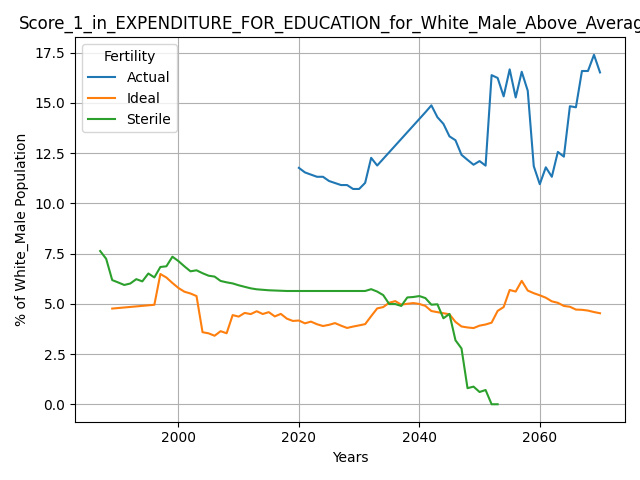 Score_1_in_EXPENDITURE_FOR_EDUCATION_for_White_Male_Above_Averag
Fertility
Actual
Ideal
Sterile
% of White_Male Population
17.5
15.0
12.5
10.0
7.5
5.0
2.5
0.0
2000
2020
2040
2060
Years